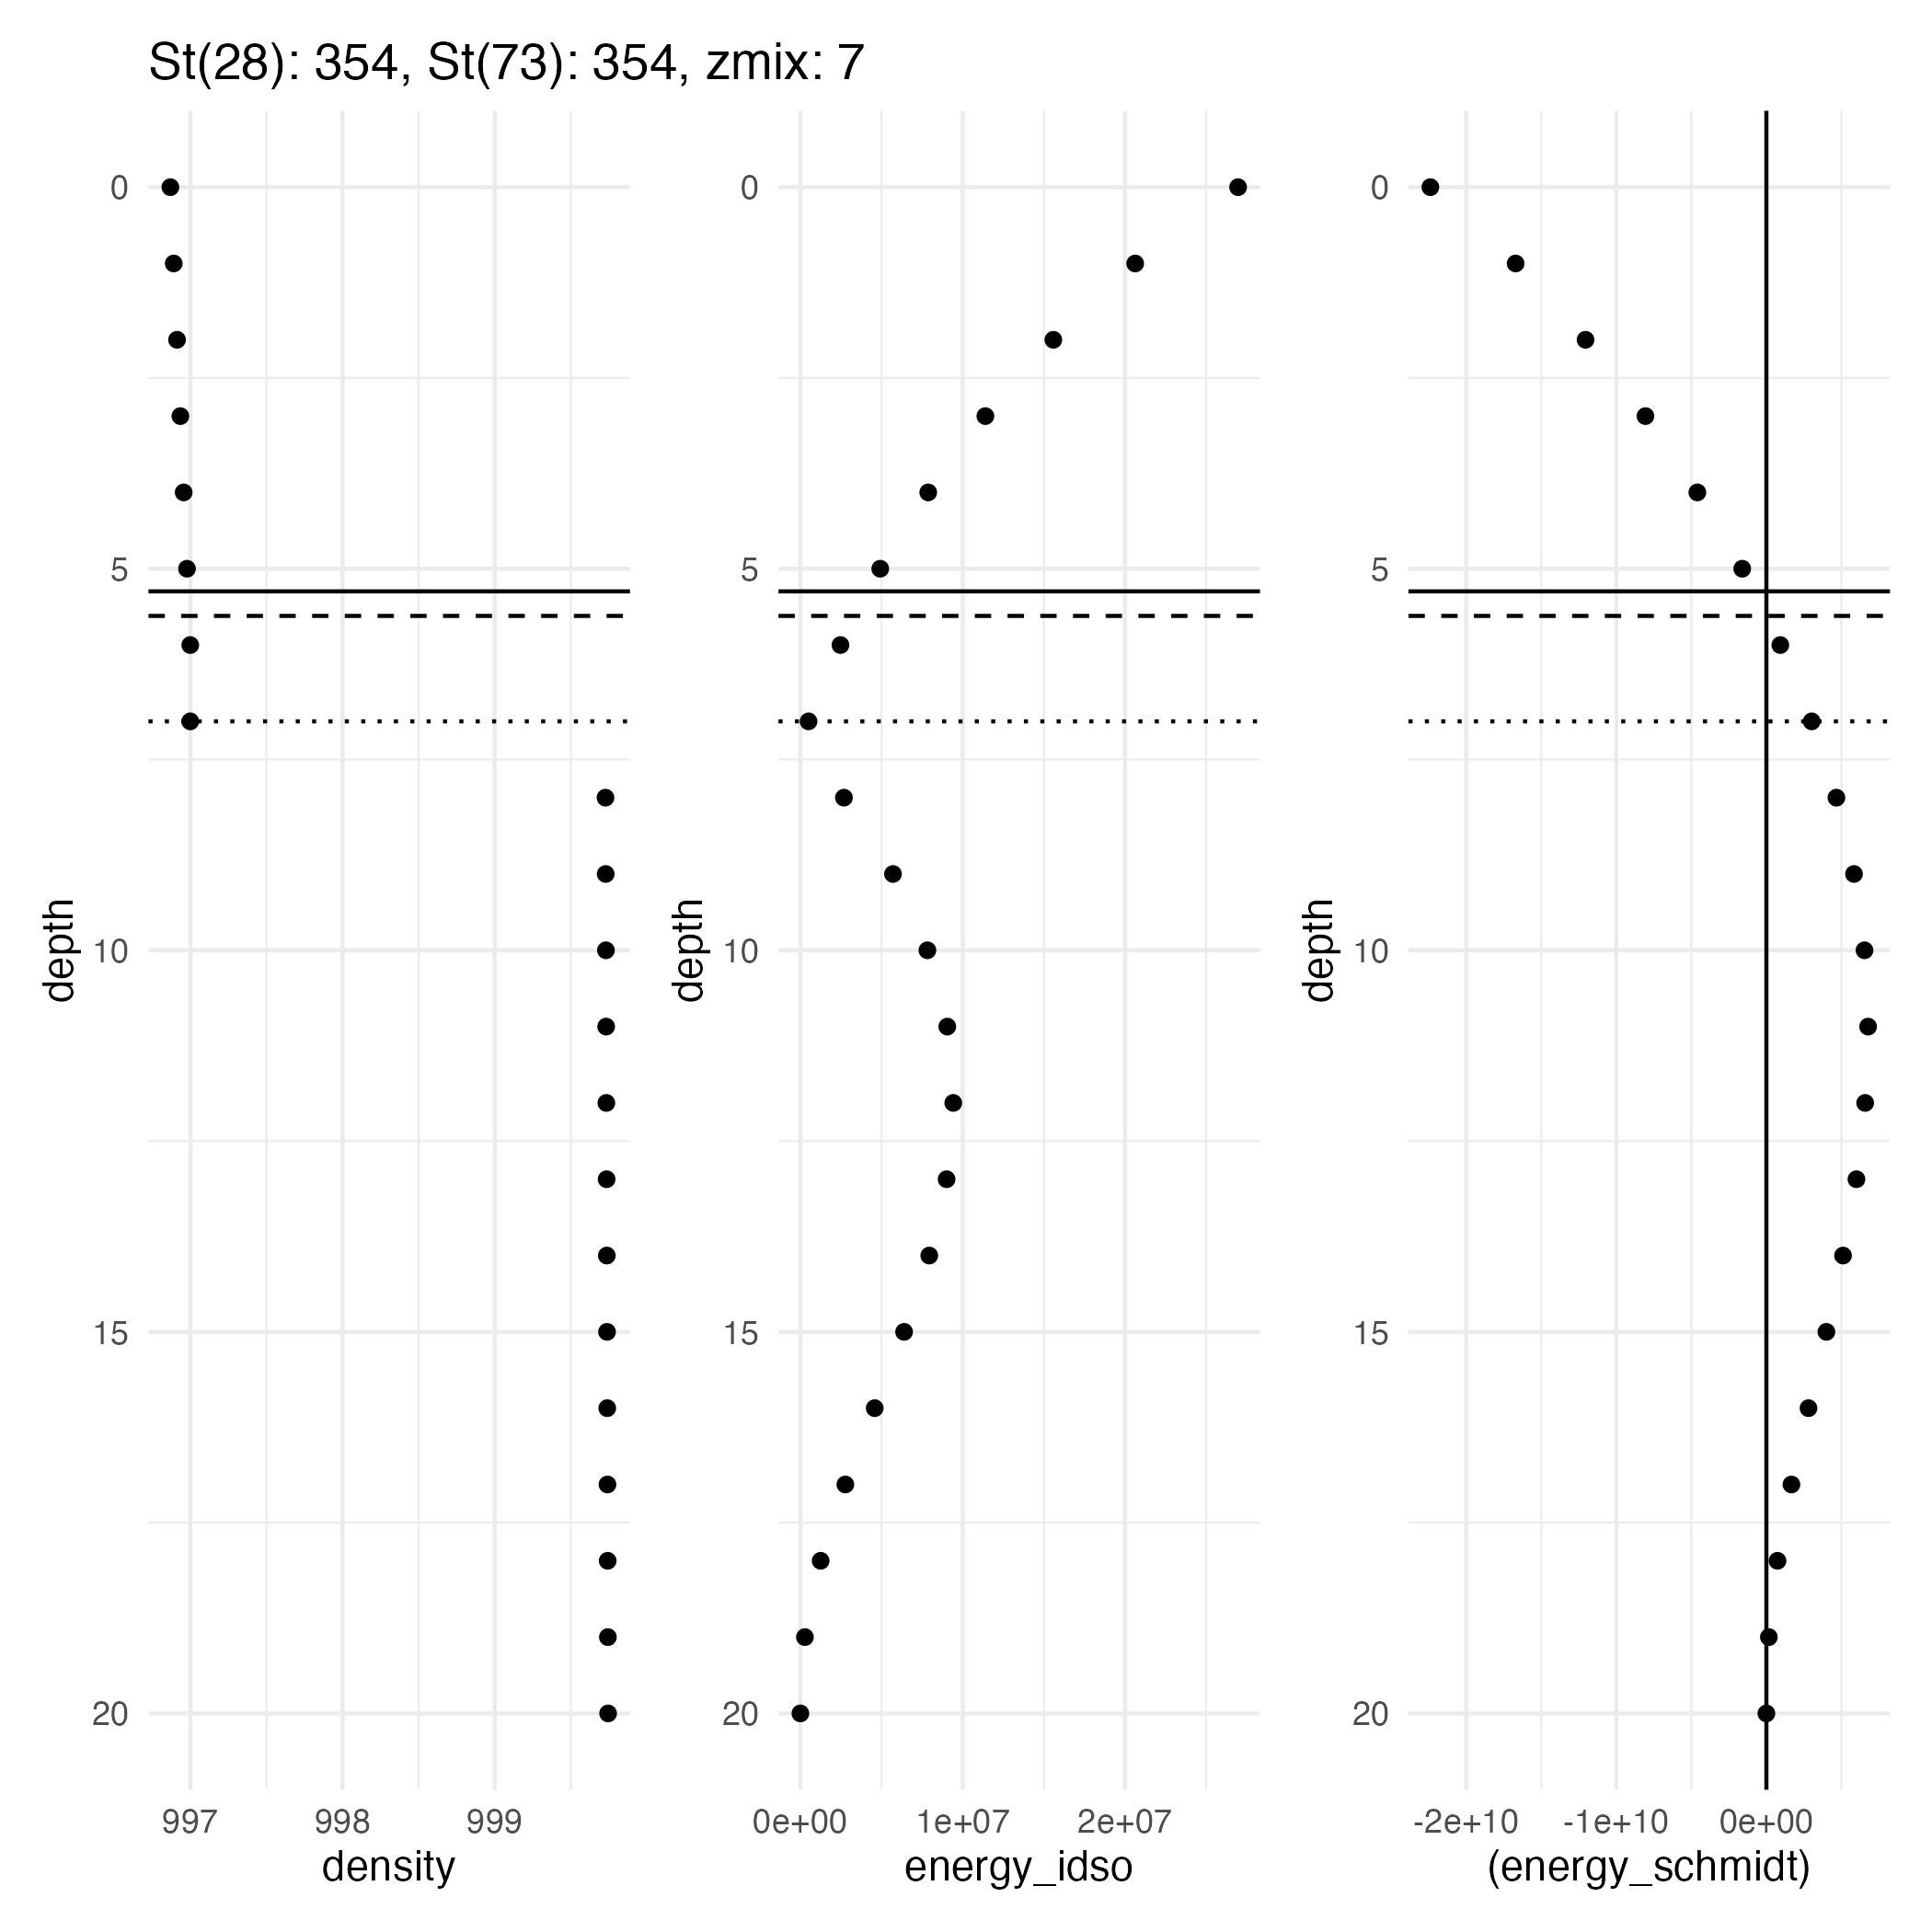 St(28): 354, St(73): 354, zmix: 7
0
5
10
15
20
depth
997 998 999
density
0
5
10
15
20
depth
0e+00 1e+07 2e+07
energy_idso
0
5
10
15
20
depth
-2e+10 -1e+10 0e+00
(energy_schmidt)